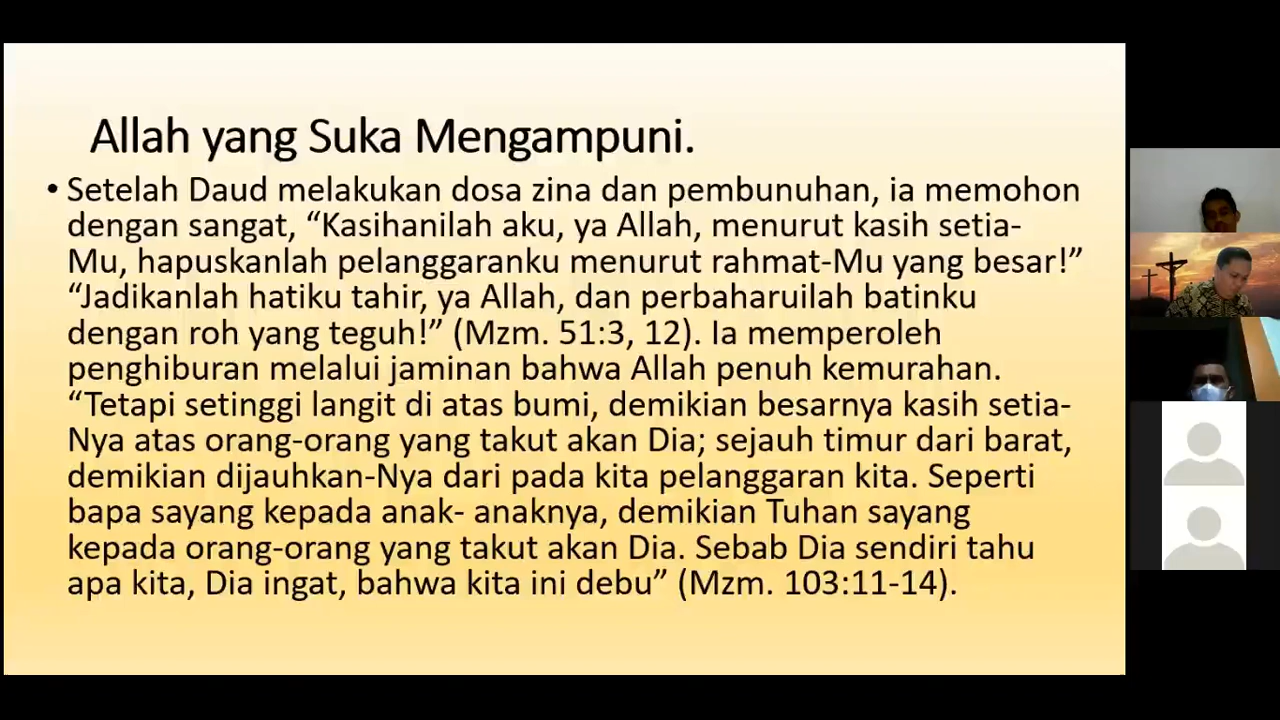 Allah yang Suka Mengampuni.
• Setelah Daud melakukan dosa zina dan pembunuhan, ia memohon
dengan sangat, “Kasihanilah aku, ya Allah, menurut kasih setia-
Mu, hapuskanlah pelanggaranku menurut rahmat-Mu yang besar!”
“Jadikanlah hatiku tahir, ya Allah, dan perbaharuilah batinku
dengan roh yang teguh!” (Mzm. 51:3, 12). Ia memperoleh
penghiburan melalui jaminan bahwa Allah penuh kemurahan.
“Tetapi setinggi langit di atas bumi, demikian besarnya kasih setia-
Nya atas orang-orang yang takut akan Dia; sejauh timur dari barat,
demikian dijauhkan-Nya dari pada kita pelanggaran kita. Seperti
bapa sayang kepada anak- anaknya, demikian Tuhan sayang
kepada orang-orang yang takut akan Dia. Sebab Dia sendiri tahu
apa kita, Dia ingat, bahwa kita ini debu” (Mzm. 103:11-14).